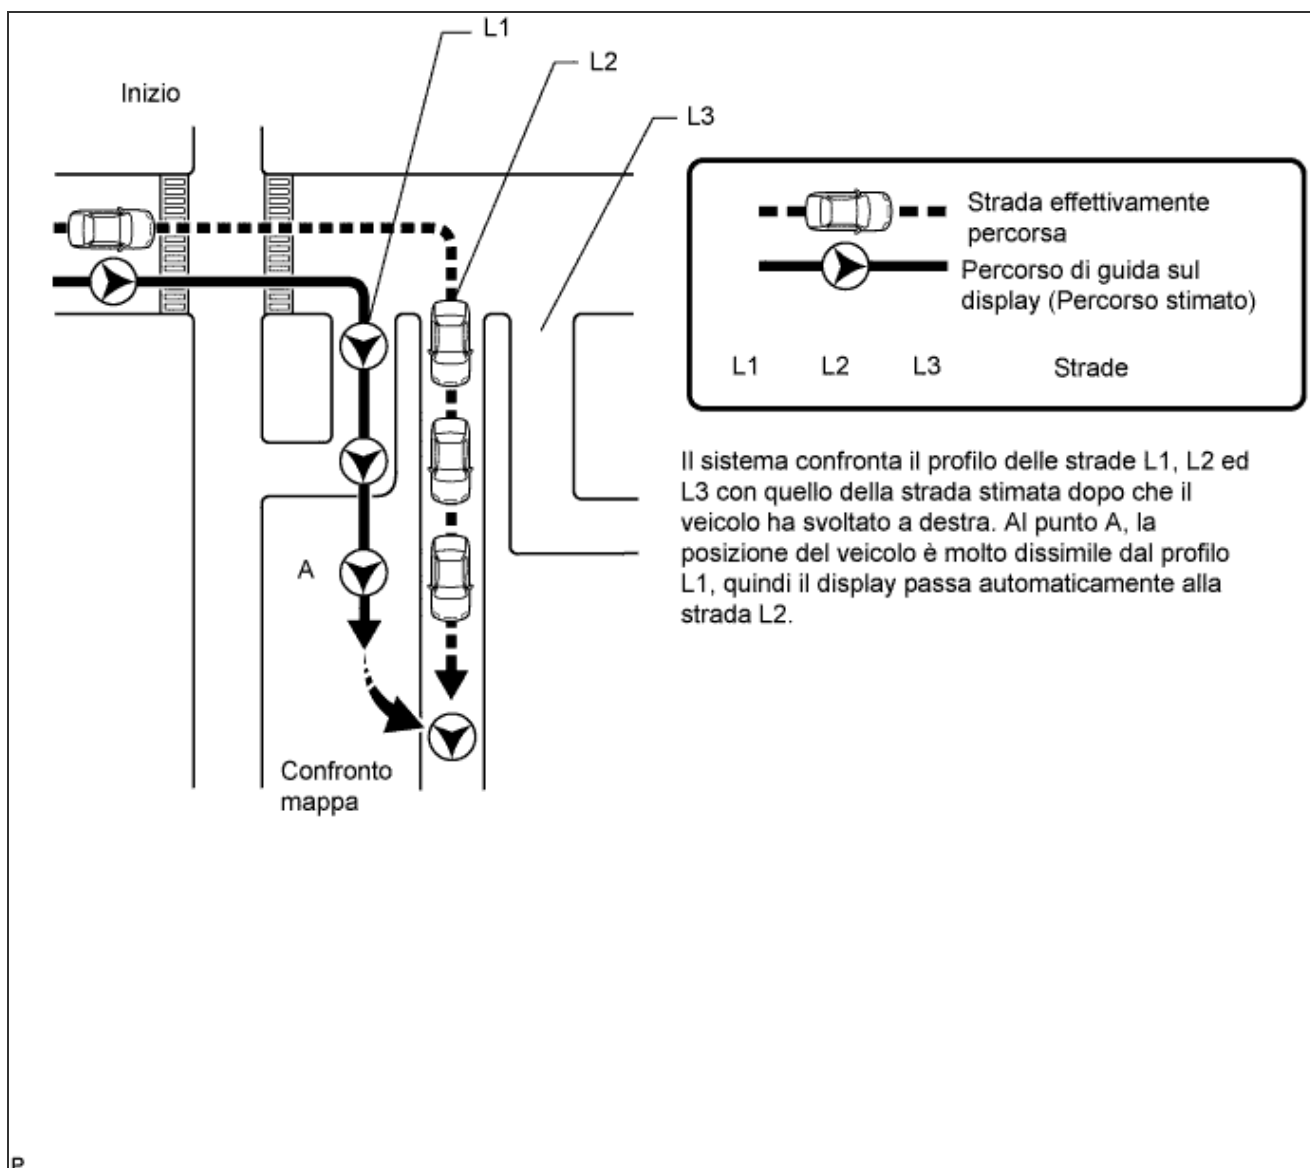 L1
L2
Inizio
L3
Strada effettivamente
percorsa
Percorso di guida sul
display (Percorso stimato)
L1 L2 L3 Strade
Il sistema confronta il profilo delle strade L1, L2 ed
L3 con quello della strada stimata dopo che il
veicolo ha svoltato a destra. Al punto A, la
posizione del veicolo è molto dissimile dal profilo
L1, quindi il display passa automaticamente alla
strada L2.
A
Confronto
mappa
P